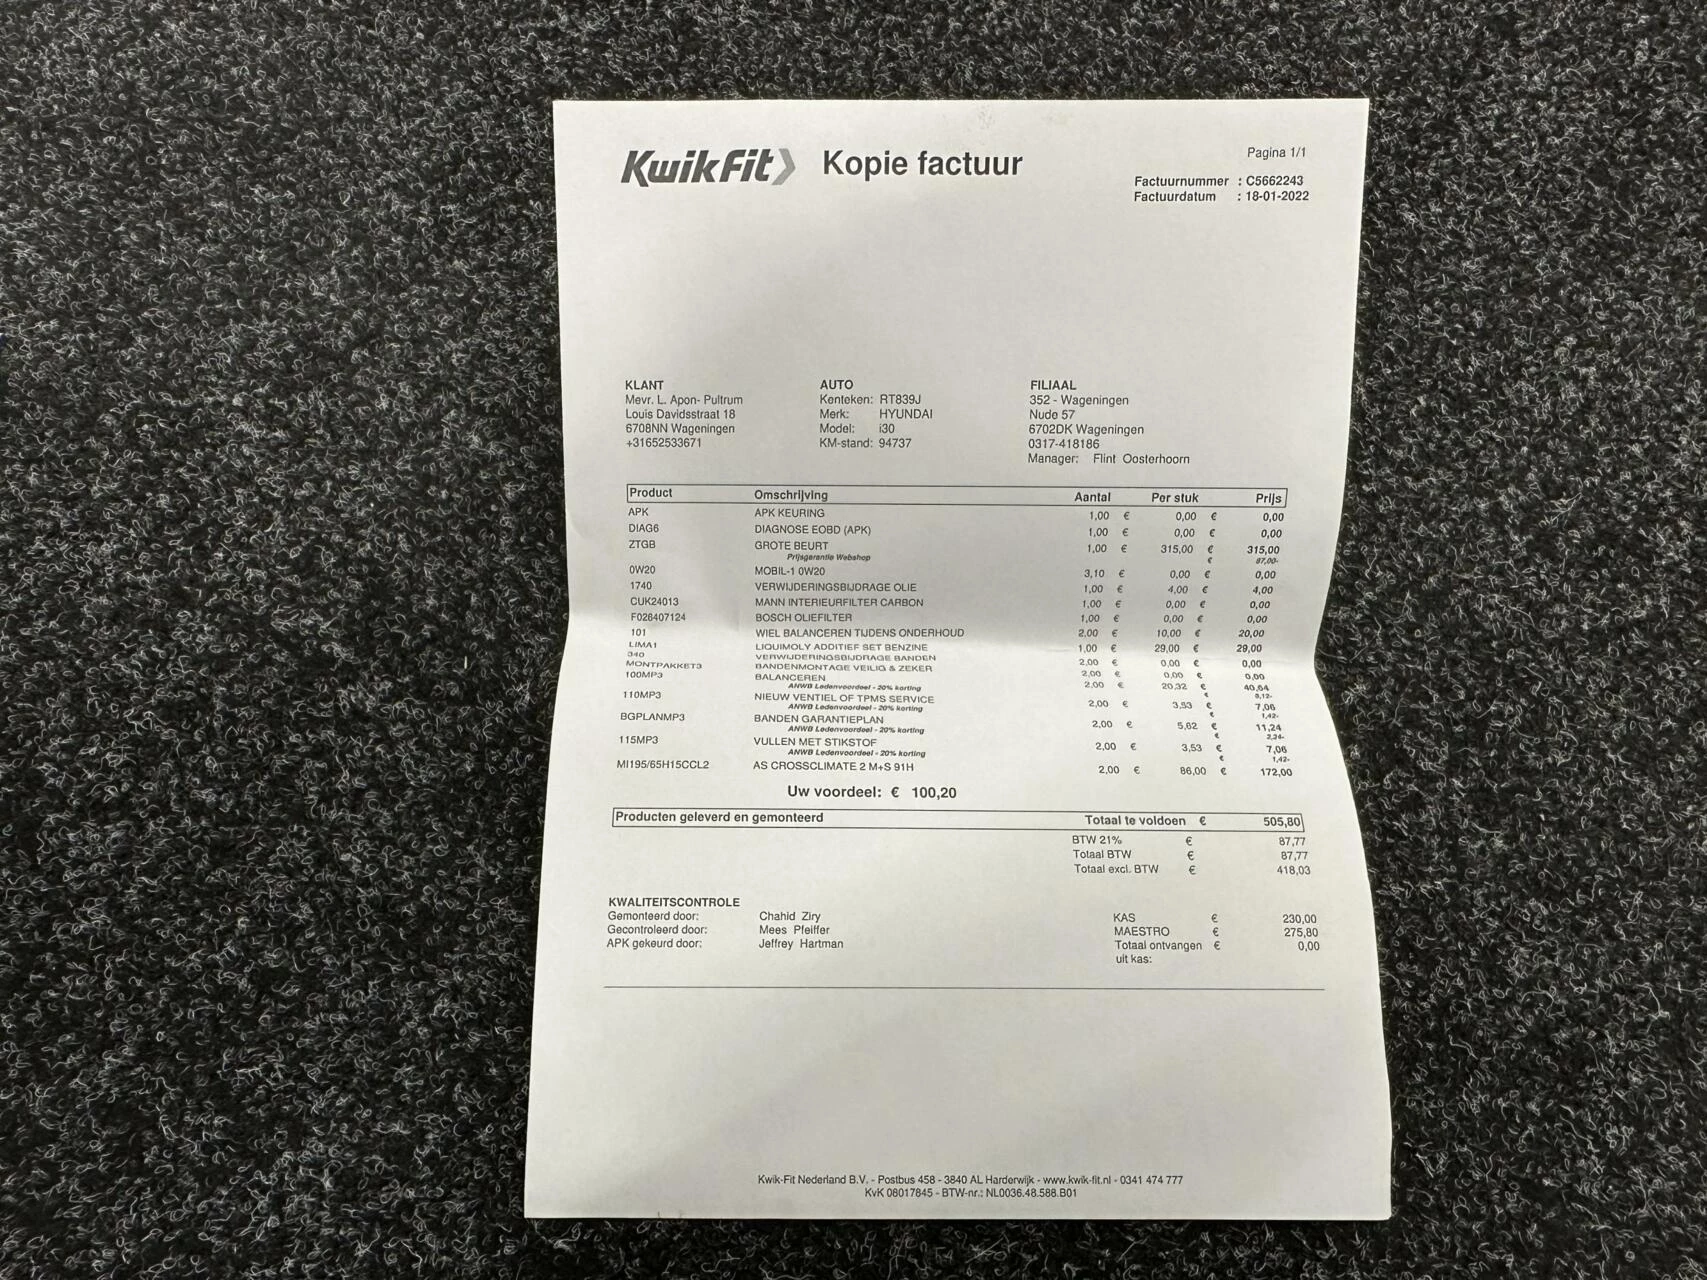 KwikFit Kopie factuur
Pagina 1/1
Factuurnummer : C5662243
Factuurdatum : 18-01-2022
KLANT
Mevr. L. Apon- Pultrum
Louis Davidsstraat 18
6708NN Wageningen
+31652533671
AUTO
Kenteken: RT839J
Merk: HYUNDAI
Model: i30
KM-stand: 94737
FILIAAL
352 - Wageningen
Nude 57
6702DK Wageningen
0317-418186
Manager: Flint Oosterhoorn
Product Omschrijving Aantal Per stuk Prijs
APK APK KEURING 1,00 € 0,00 € 0,00
DIAG6 DIAGNOSE EOBD (APK) 1,00 € 0,00 € 0,00
ZTGB GROTE BEURT 1,00 € 315,00 € 315,00
Prijsgarantie Webshop € 87,00-
0W20 MOBIL-1 0W20 3,10 € 0,00 € 0,00
1740 VERWIJDERINGSBIJDRAGE OLIE 1,00 € 4,00 € 4,00
CUK24013 MANN INTERIEURFILTER CARBON 1,00 € 0,00 € 0,00
F026407124 BOSCH OLIEFILTER 1,00 € 0,00 € 0,00
101 WIEL BALANCEREN TIJDENS ONDERHOUD 2,00 € 10,00 € 20,00
LIMA1 LIQUIMOLY ADDITIEF SET BENZINE 1,00 € 29,00 € 29,00
340 VERWIJDERINGSBIJDRAGE BANDEN 2,00 € 0,00 € 0,00
MONTPAKKET3 BANDENMONTAGE VEILIG & ZEKER 2,00 € 0,00 € 0,00
100MP3 BALANCEREN 2,00 € 20,32 € 40,64
ANWB Ledenvoordeel - 20% korting € 8,12-
110MP3 NIEUW VENTIEL OF TPMS SERVICE 2,00 € 3,53 € 7,06
ANWB Ledenvoordeel - 20% korting € 1,42-
BGPLANMP3 BANDEN GARANTIEPLAN 2,00 € 5,62 € 11,24
ANWB Ledenvoordeel - 20% korting € 2,24-
115MP3 VULLEN MET STIKSTOF 2,00 € 3,53 € 7,06
ANWB Ledenvoordeel - 20% korting € 1,42-
MI195/65H15CCL2 AS CROSSCLIMATE 2 M+S 91H 2,00 € 86,00 € 172,00
Uw voordeel: € 100,20
Producten geleverd en gemonteerd Totaal te voldoen € 505,80
BTW 21% € 87,77
Totaal BTW € 87,77
Totaal excl. BTW € 418,03
KWALITEITSCONTROLE
Gemonteerd door: Chahid Ziry
Gecontroleerd door: Mees Pfeiffer
APK gekeurd door: Jeffrey Hartman
KAS € 230,00
MAESTRO € 275,80
Totaal ontvangen € 0,00
uit kas:
Kwik-Fit Nederland B.V. - Postbus 458 - 3840 AL Harderwijk - www.kwik-fit.nl - 0341 474 777
KvK 08017845 - BTW-nr.: NL0036.48.588.B01